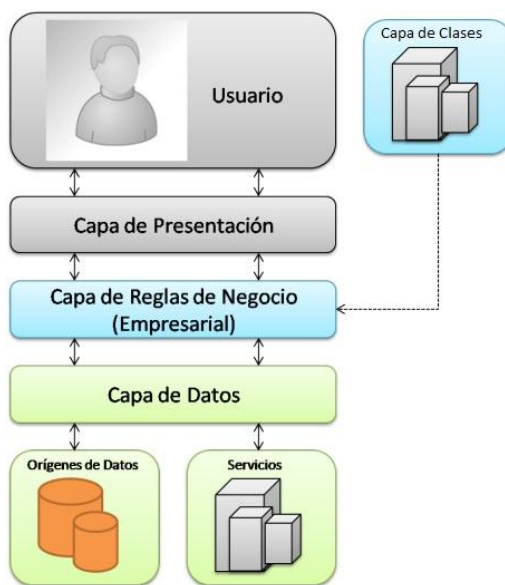 Usuario
Capa de Clases
Capa de Presentación
Capa de Reglas de Negocio
(Empresarial)
Capa de Datos
Orígenes de Datos
Servicios